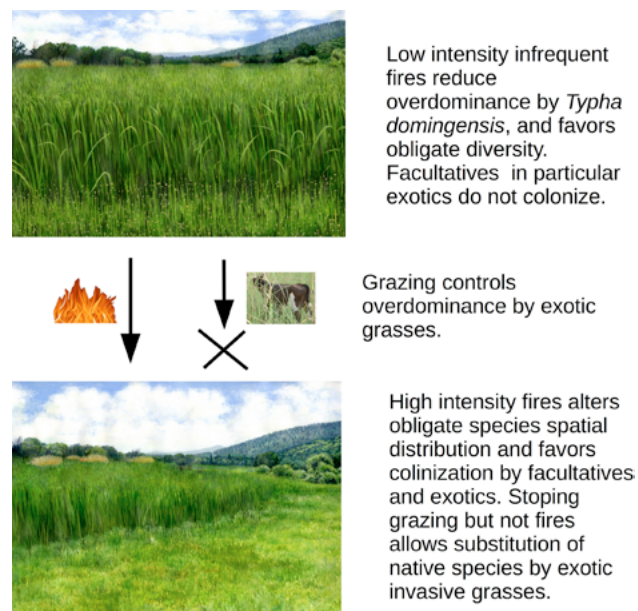 Low intensity infrequent
fires reduce
overdominance by Typha
domingensis, and favors
obligate diversity.
Facultatives in particular
exotics do not colonize.
Grazing controls
overdominance by exotic
grasses.
High intensity fires alters
obligate species spatial
distribution and favors
colinization by facultatives
and exotics. Stoping
grazing but not fires
allows substitution of
native species by exotic
invasive grasses.